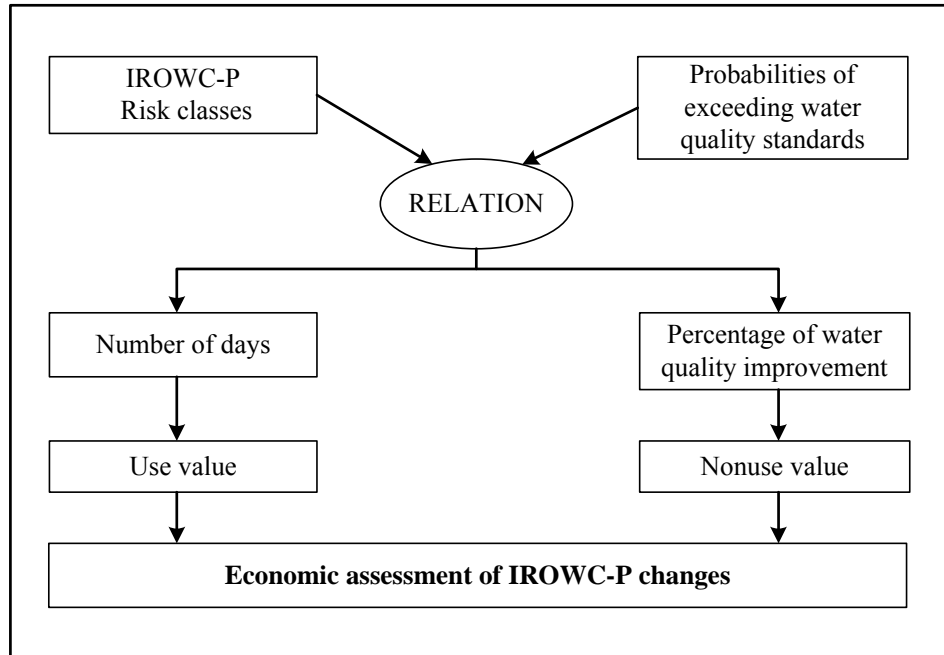 IROWC-P
Risk classes
Probabilities of
exceeding water
quality standards
RELATION
Number of days
Percentage of water
quality improvement
Use value
Nonuse value
Economic assessment of IROWC-P changes